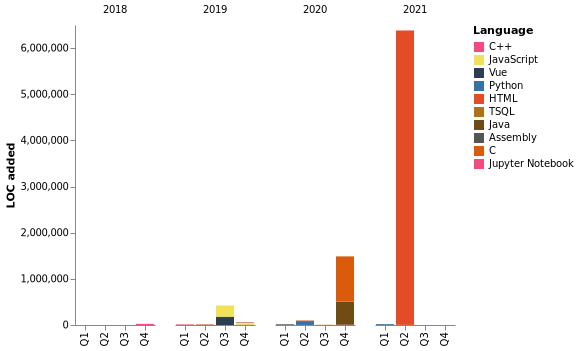 2018 2019 2020 2021
Language
C++
JavaScript
Vue
Python
HTML
TSQL
Java
Assembly
C
Jupyter Notebook
LOC added
6,000,000
5,000,000
4,000,000
3,000,000
2,000,000
1,000,000
0
Q1 Q2 Q3 Q4 Q1 Q2 Q3 Q4 Q1 Q2 Q3 Q4 Q1 Q2 Q3 Q4